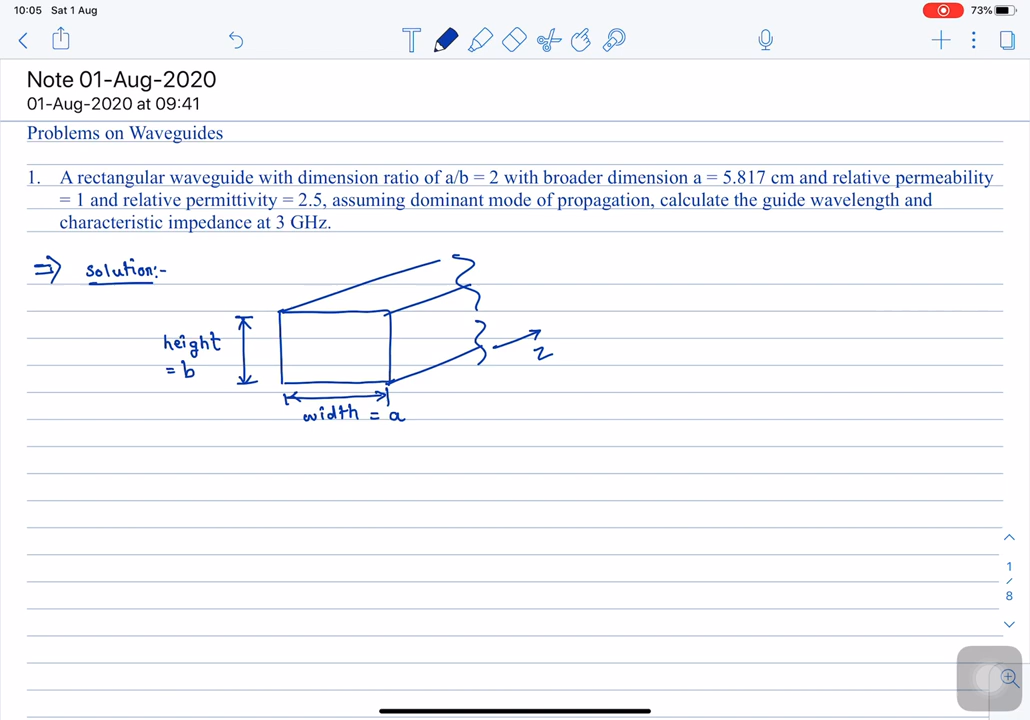 10:05 Sat 1 Aug
73%
T
Note 01-Aug-2020
01-Aug-2020 at 09:41
Problems on Waveguides
1. A rectangular waveguide with dimension ratio of a/b = 2 with broader dimension a = 5.817 cm and relative permeability
= 1 and relative permittivity = 2.5, assuming dominant mode of propagation, calculate the guide wavelength and
characteristic impedance at 3 GHz.
⇒ Solution:-
height
= b
z
width = a
1
/
8